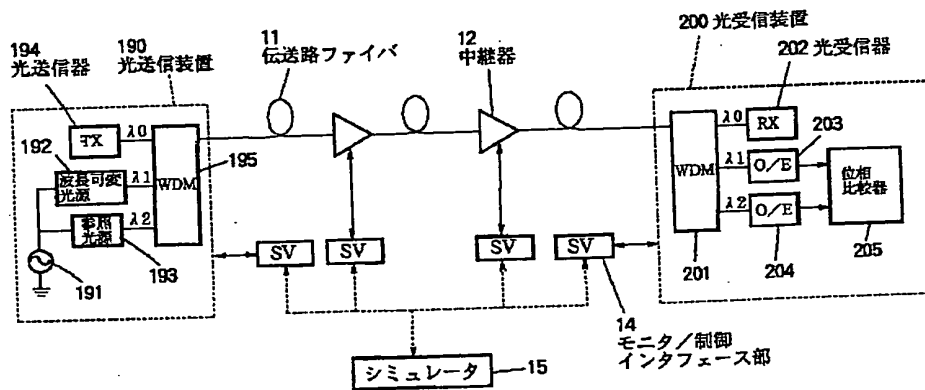 194
光送信器
190
光送信装置
11
伝送路ファイバ
12
中継器
200 光受信装置
202 光受信器
TX
λ0
192
波長可変
光源
λ1
参照
光源
λ2
WDM
195
191
193
SV
SV
SV
SV
シミュレータ
15
14
モニタ/制御
インタフェース部
WDM
201
λ0
RX
203
λ1
O/E
λ2
O/E
204
位相
比較器
205